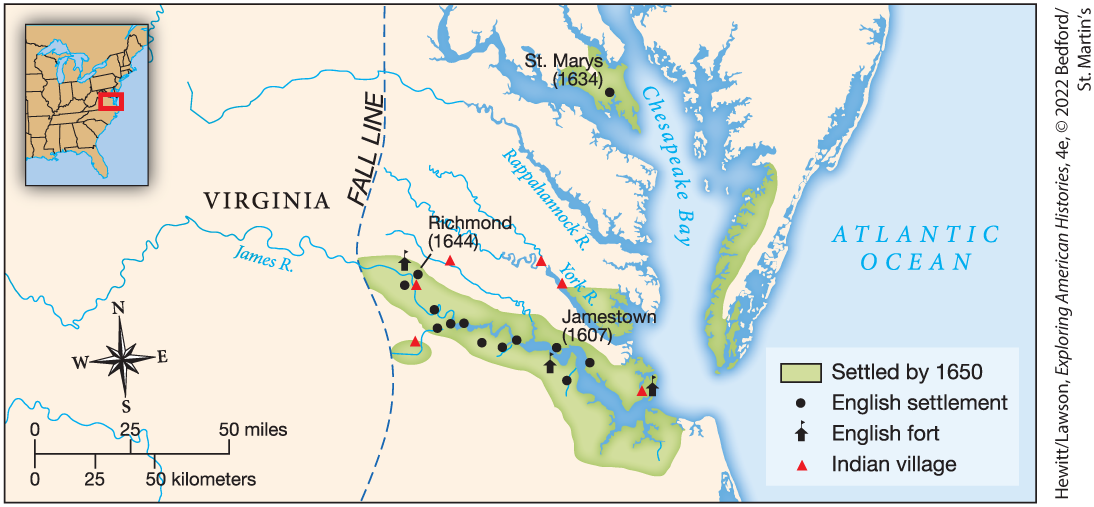 St. Marys
(1634)
Chesapeake Bay
FALL LINE
Rappahannock R.
VIRGINIA
Richmond
(1644)
James R.
York R.
ATLANTIC
OCEAN
Jamestown
(1607)
N
W
E
S
0 25 50 miles
0 25 50 kilometers
Settled by 1650
English settlement
English fort
Indian village
Hewitt/Lawson, Exploring American Histories, 4e, © 2022 Bedford/
St. Martin's